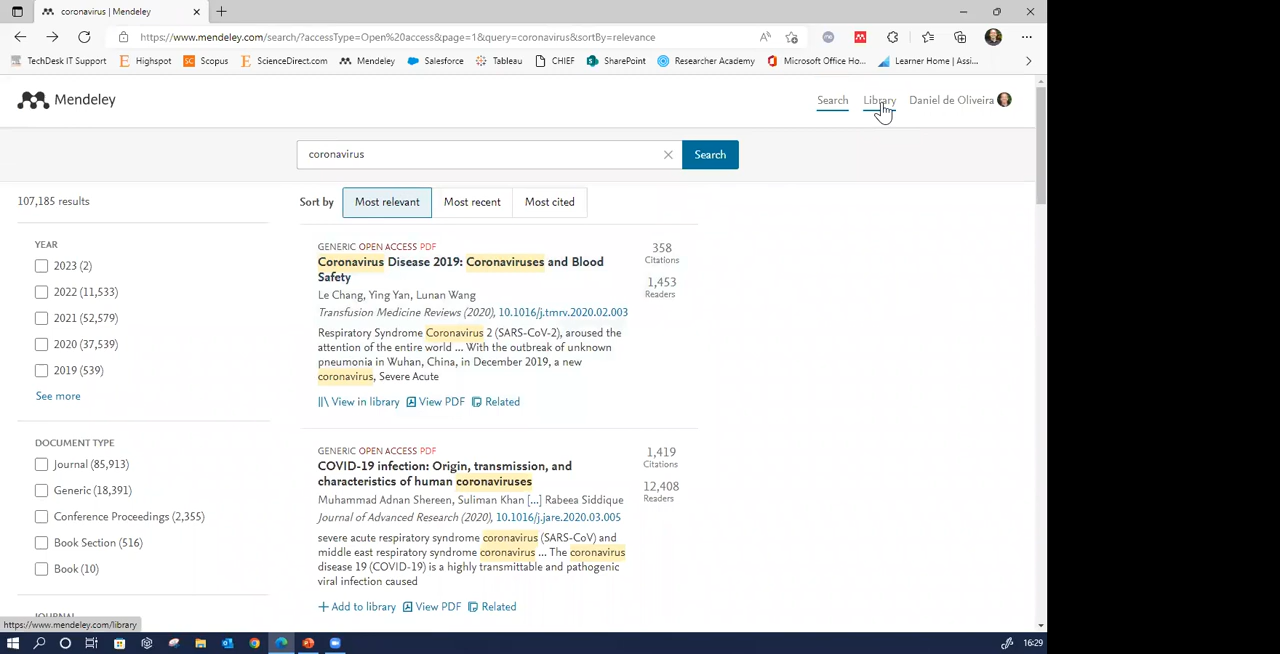 coronavirus | Mendeley
https://www.mendeley.com/search/?accessType=Open%20access&page=1&query=coronavirus&sortBy=relevance
TechDesk IT Support Highspot Scopus ScienceDirect.com Mendeley Salesforce Tableau CHIEF SharePoint Researcher Academy Microsoft Office Ho... Learner Home | Assi...
Mendeley
Search Library Daniel de Oliveira
coronavirus Search
107,185 results
Sort by Most relevant Most recent Most cited
YEAR
2023 (2)
2022 (11,533)
2021 (52,579)
2020 (37,539)
2019 (539)
See more
DOCUMENT TYPE
Journal (85,913)
Generic (18,391)
Conference Proceedings (2,355)
Book Section (516)
Book (10)
JOURNAL
GENERIC OPEN ACCESS PDF
Coronavirus Disease 2019: Coronaviruses and Blood
Safety
Le Chang, Ying Yan, Lunan Wang
Transfusion Medicine Reviews (2020), 10.1016/j.tmrv.2020.02.003
Respiratory Syndrome Coronavirus 2 (SARS-CoV-2), aroused the
attention of the entire world ... With the outbreak of unknown
pneumonia in Wuhan, China, in December 2019, a new
coronavirus, Severe Acute
View in library View PDF Related
358
Citations
1,453
Readers
GENERIC OPEN ACCESS PDF
COVID-19 infection: Origin, transmission, and
characteristics of human coronaviruses
Muhammad Adnan Shereen, Suliman Khan [...] Rabeea Siddique
Journal of Advanced Research (2020), 10.1016/j.jare.2020.03.005
severe acute respiratory syndrome coronavirus (SARS-CoV) and
middle east respiratory syndrome coronavirus ... The coronavirus
disease 19 (COVID-19) is a highly transmittable and pathogenic
viral infection caused
Add to library View PDF Related
1,419
Citations
12,408
Readers
https://www.mendeley.com/library
16:29